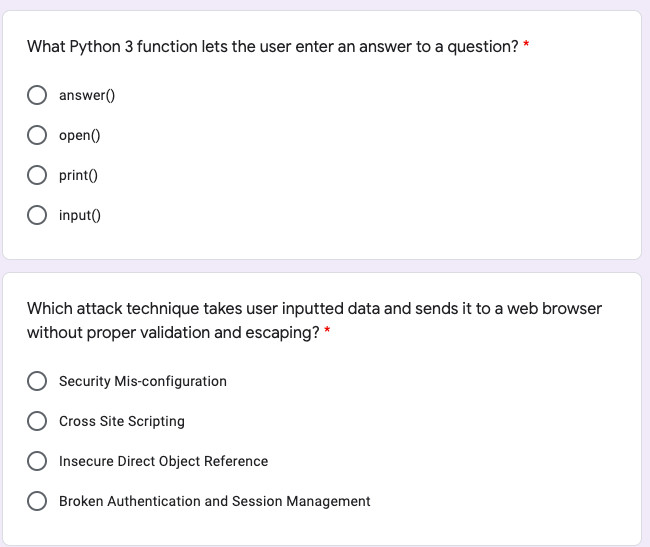 What Python 3 function lets the user enter an answer to a question? *
answer()
open()
print()
input()
Which attack technique takes user inputted data and sends it to a web browser
without proper validation and escaping? *
Security Mis-configuration
Cross Site Scripting
Insecure Direct Object Reference
Broken Authentication and Session Management